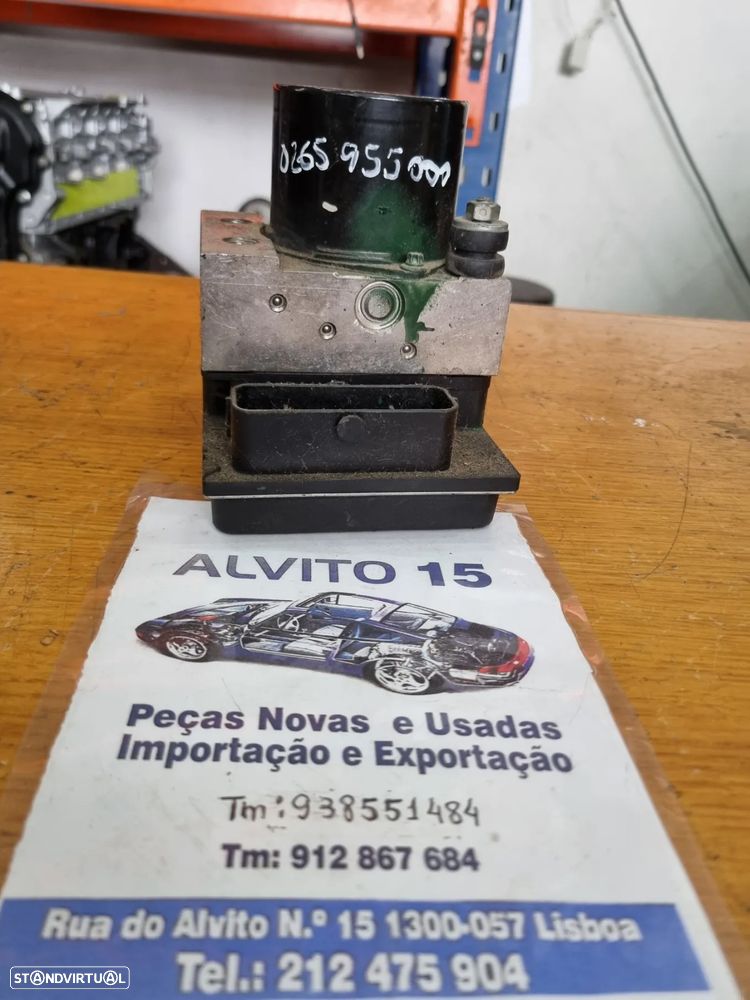 0265 955 001
ALVITO 15
Peças Novas e Usadas
Importação e Exportação
Tm: 938551484
Tm: 912 867 684
Rua do Alvito N.º 15 1300-057 Lisboa
Tel.: 212 475 904
STANDVIRTUAL